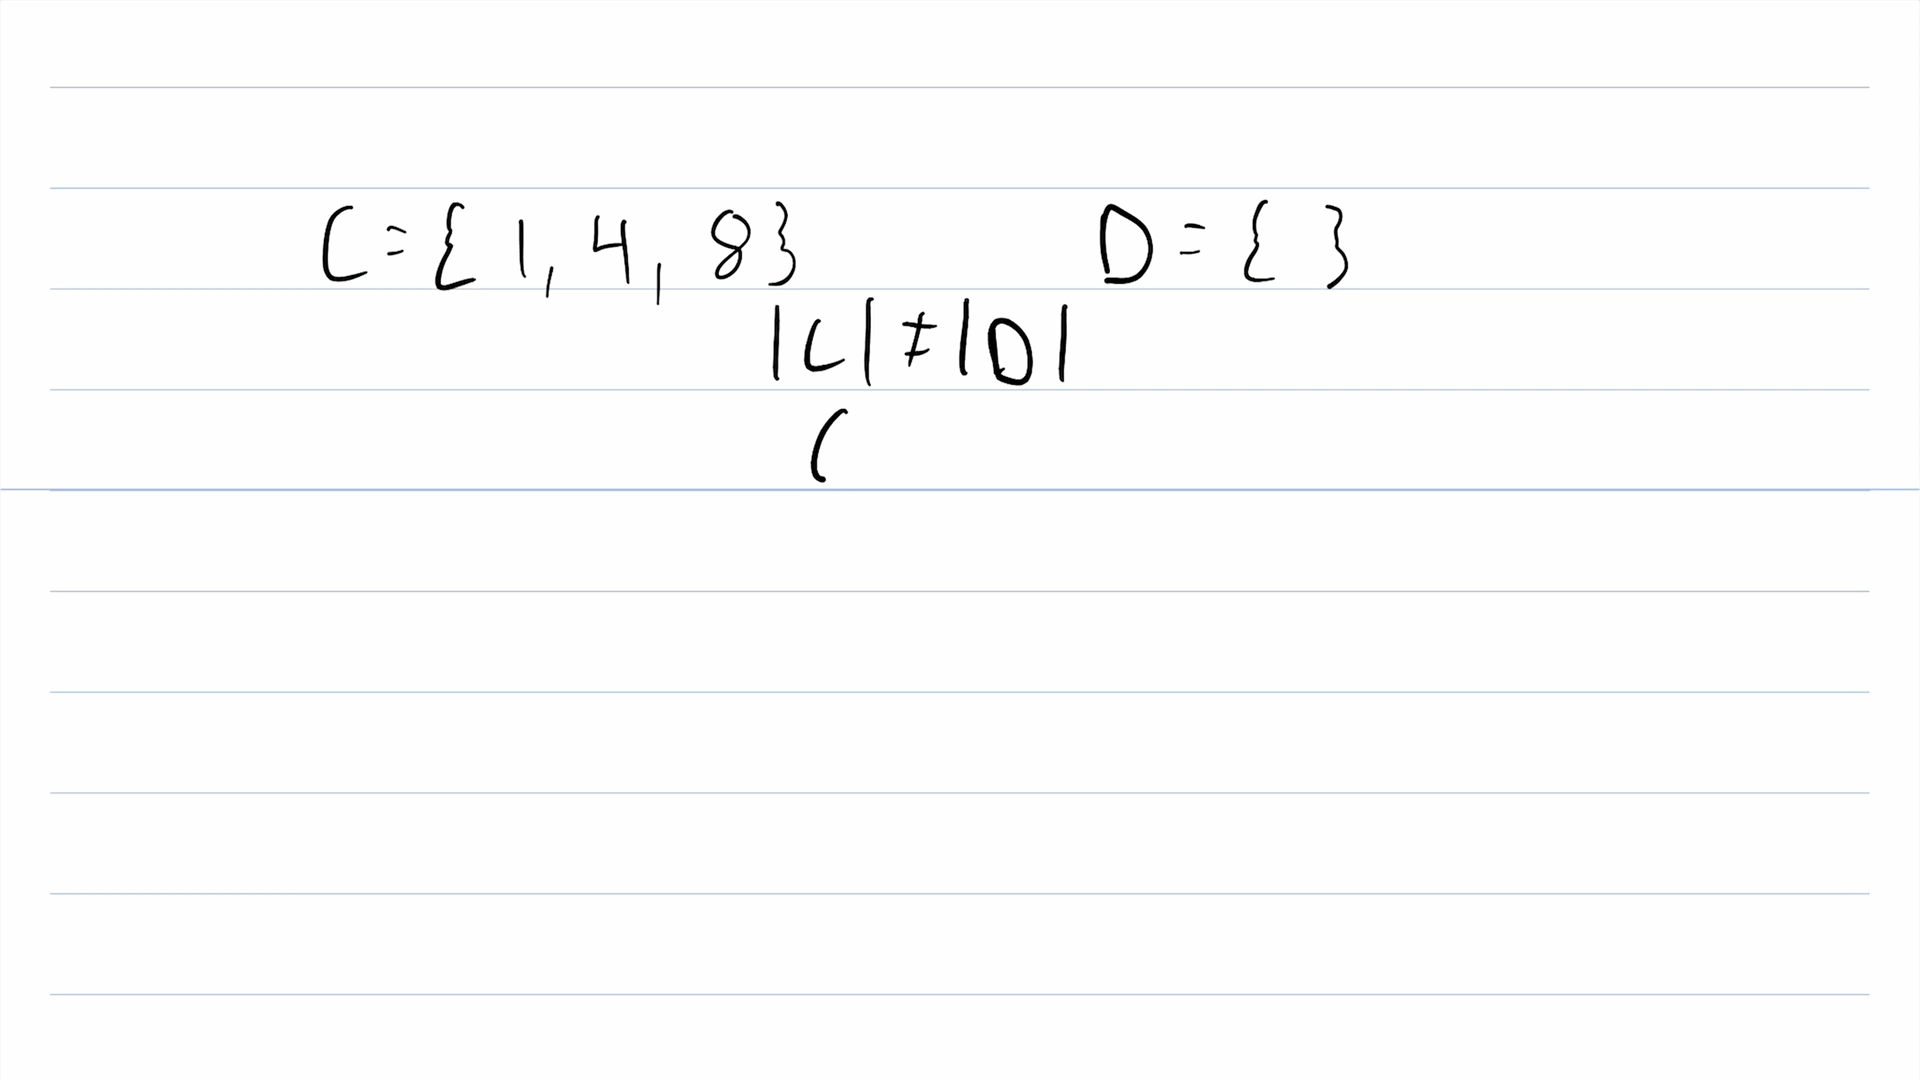 C = { 1, 4, 8 } D = { }
|C| ≠ |D|
(